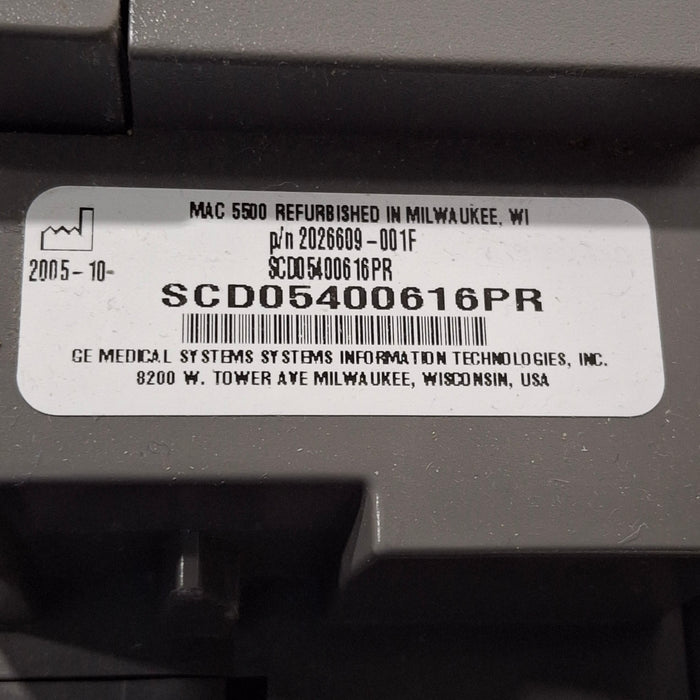 MAC 5500 REFURBISHED IN MILWAUKEE, WI
p/n 2026609-001F
2005-10-
SCD05400616PR
SCD05400616PR
GE MEDICAL SYSTEMS SYSTEMS INFORMATION TECHNOLOGIES, INC.
8200 W. TOWER AVE MILWAUKEE, WISCONSIN, USA